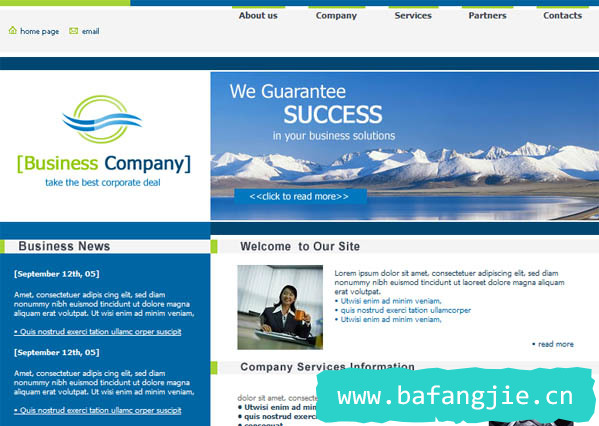 About us
Company
Services
Partners
Contacts
home page
email
We Guarantee
SUCCESS
in your business solutions
<<click to read more>>
[Business Company]
take the best corporate deal
Business News
[September 12th, 05]
Amet, consectetuer adipis cing elit, sed diam
nonummy nibh euismod tincidunt ut dolore magna
aliquam erat volutpat. Ut wisi enim ad minim veniam,
• Quis nostrud exerci tation ullamc orper suscipit
[September 12th, 05]
Amet, consectetuer adipis cing elit, sed diam
nonummy nibh euismod tincidunt ut dolore magna
aliquam erat volutpat. Ut wisi enim ad minim veniam,
• Quis nostrud exerci tation ullamc orper suscipit
Welcome to Our Site
Lorem ipsum dolor sit amet, consectetuer adipiscing elit, sed diam
nonummy nibh euismod tincidunt ut laoreet dolore magna aliquam
erat volutpat.
• Utwisi enim ad minim veniam,
• quis nostrud exerci tation ullamcorper
• Utwisi enim ad minim veniam,
• read more
Company Services Information
dolor sit amet, consectetuer
• Utwisi enim ad minim
• consequat
www.bafangjie.cn